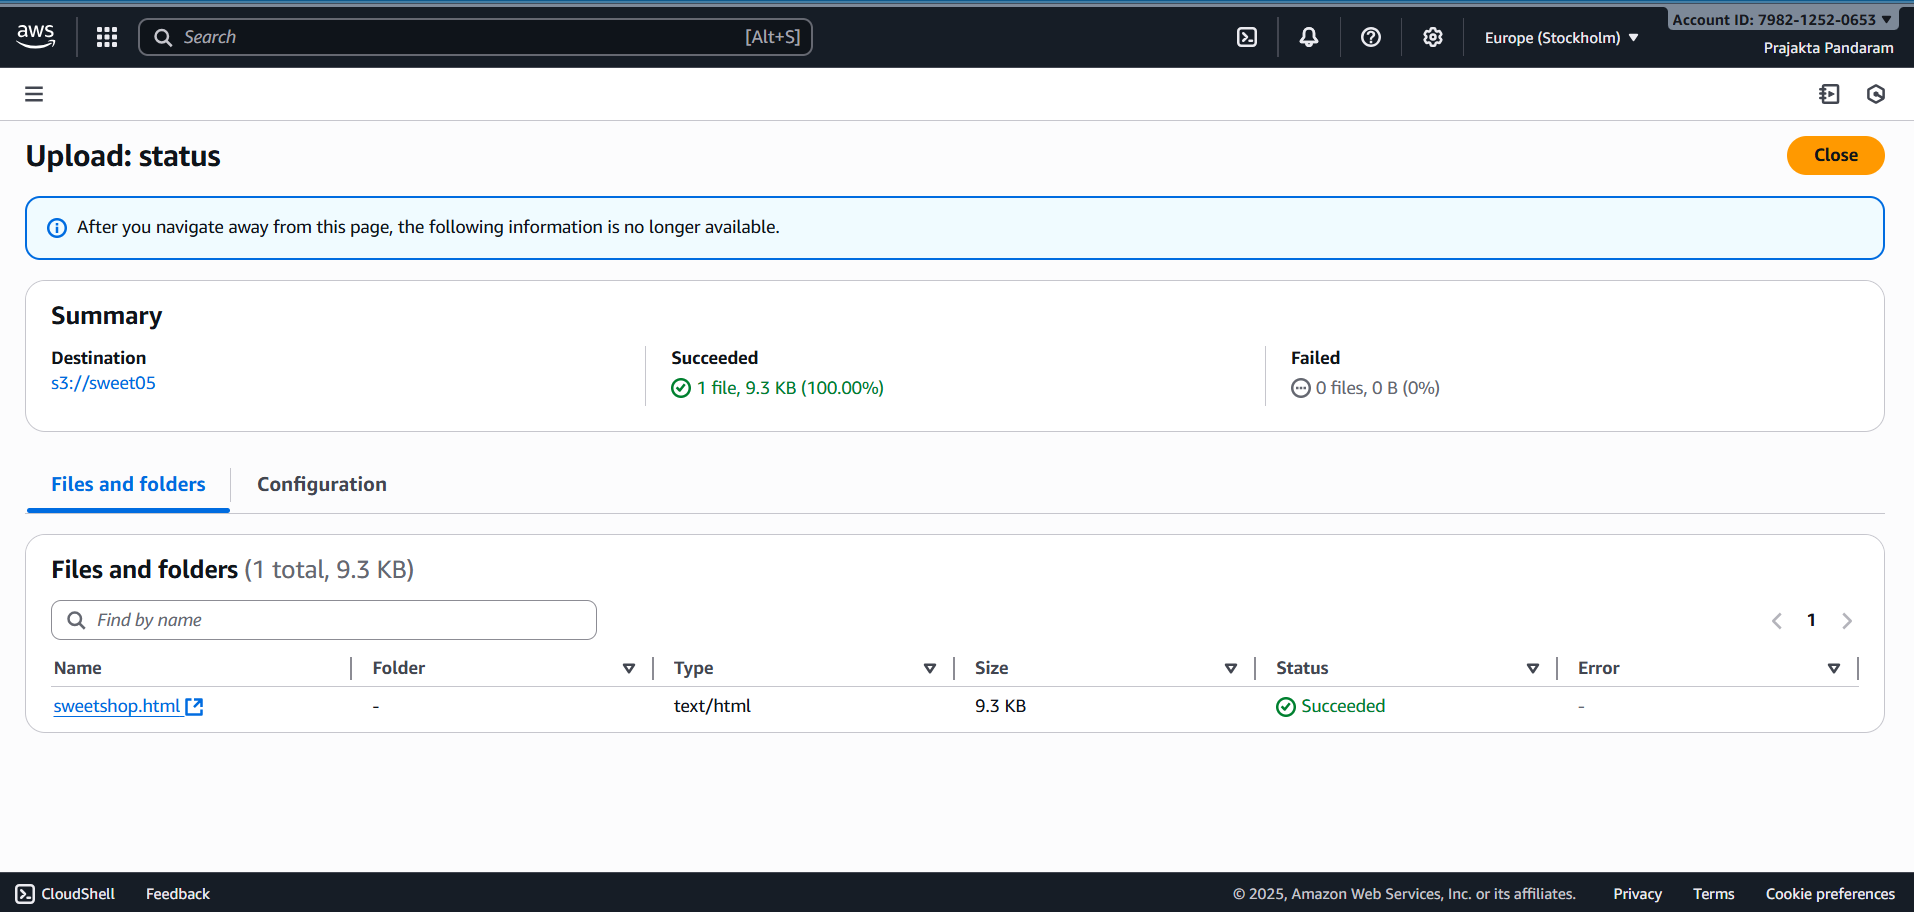 aws
Search [Alt+S]
Europe (Stockholm)
Account ID: 7982-1252-0653
Prajakta Pandaram
Upload: status
Close
After you navigate away from this page, the following information is no longer available.
Summary
Destination
s3://sweet05
Succeeded
1 file, 9.3 KB (100.00%)
Failed
0 files, 0 B (0%)
Files and folders
Configuration
Files and folders (1 total, 9.3 KB)
Find by name
1
Name Folder Type Size Status Error
sweetshop.html - text/html 9.3 KB Succeeded -
CloudShell Feedback © 2025, Amazon Web Services, Inc. or its affiliates. Privacy Terms Cookie preferences